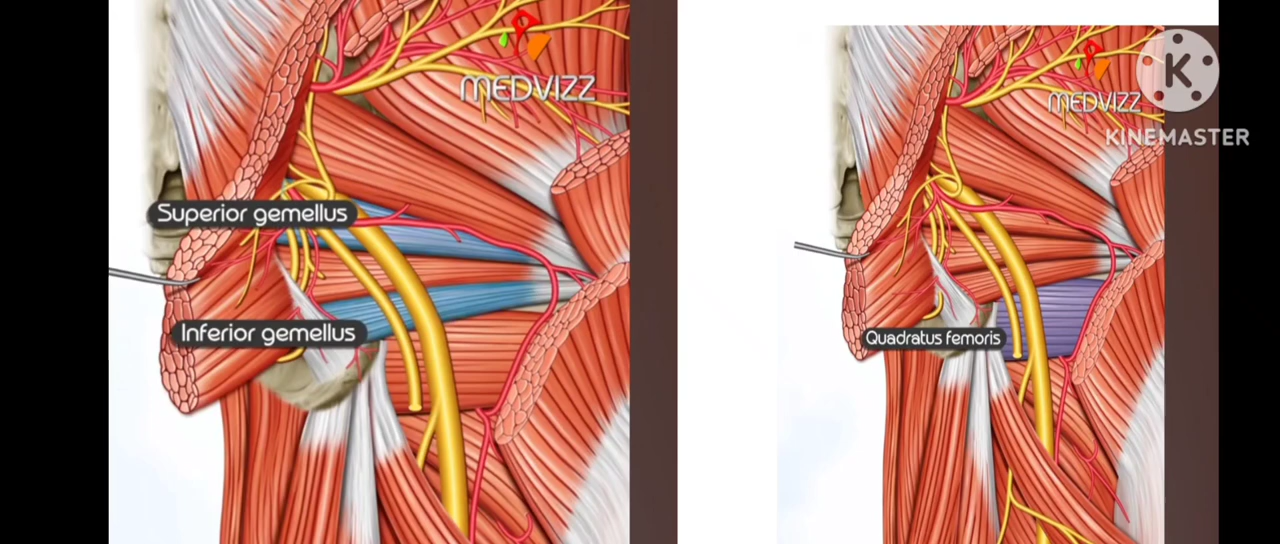 MEDVIZZ
Superior gemellus
Inferior gemellus
MEDVIZZ
K
KINEMASTER
Quadratus femoris